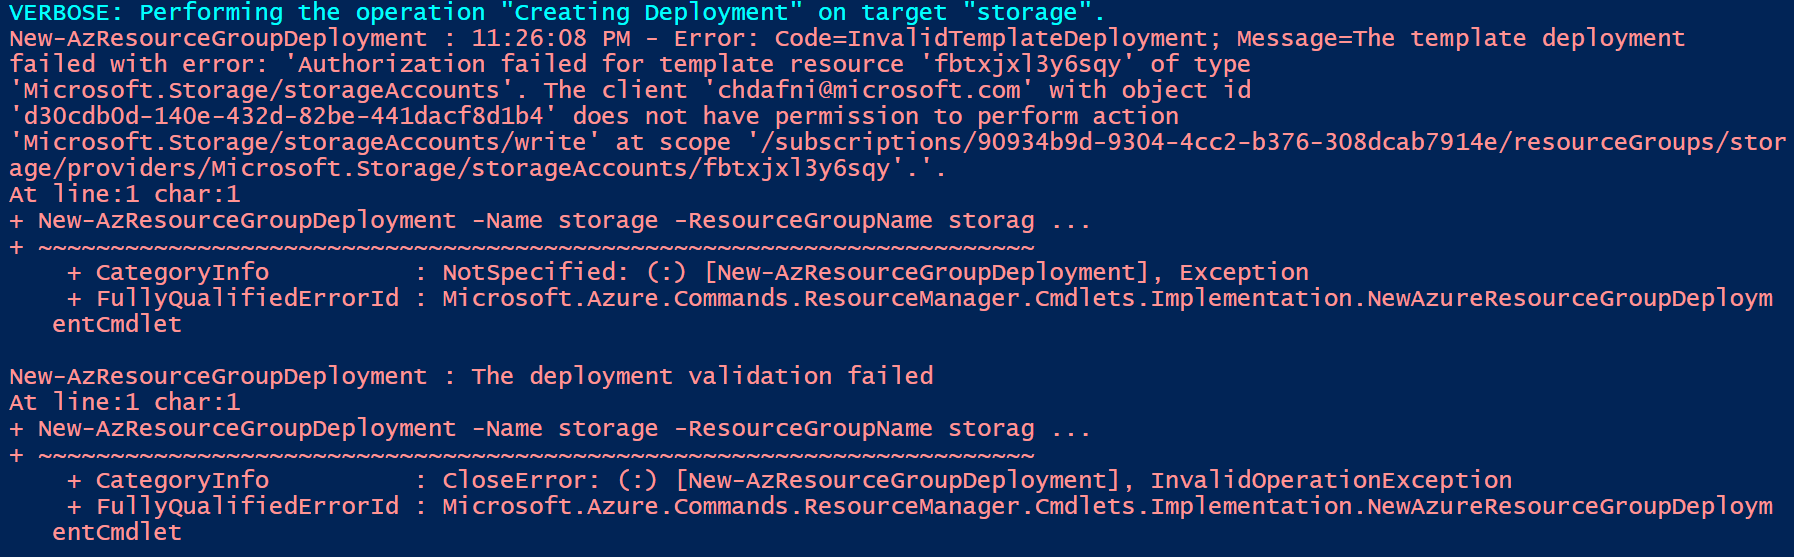 VERBOSE: Performing the operation "Creating Deployment" on target "storage".
New-AzResourceGroupDeployment : 11:26:08 PM - Error: Code=InvalidTemplateDeployment; Message=The template deployment
failed with error: 'Authorization failed for template resource 'fbtxjxl3y6sqy' of type
'Microsoft.Storage/storageAccounts'. The client 'chdafni@microsoft.com' with object id
'd30cdb0d-140e-432d-82be-441dacf8d1b4' does not have permission to perform action
'Microsoft.Storage/storageAccounts/write' at scope '/subscriptions/90934b9d-9304-4cc2-b376-308dcab7914e/resourceGroups/stor
age/providers/Microsoft.Storage/storageAccounts/fbtxjxl3y6sqy'.'.
At line:1 char:1
+ New-AzResourceGroupDeployment -Name storage -ResourceGroupName storag ...
+ ~~~~~~~~~~~~~~~~~~~~~~~~~~~~~~~~~~~~~~~~~~~~~~~~~~~~~~~~~~~~~~~~~~~~~
    + CategoryInfo          : NotSpecified: (:) [New-AzResourceGroupDeployment], Exception
    + FullyQualifiedErrorId : Microsoft.Azure.Commands.ResourceManager.Cmdlets.Implementation.NewAzureResourceGroupDeploym
   entCmdlet

New-AzResourceGroupDeployment : The deployment validation failed
At line:1 char:1
+ New-AzResourceGroupDeployment -Name storage -ResourceGroupName storag ...
+ ~~~~~~~~~~~~~~~~~~~~~~~~~~~~~~~~~~~~~~~~~~~~~~~~~~~~~~~~~~~~~~~~~~~~~
    + CategoryInfo          : CloseError: (:) [New-AzResourceGroupDeployment], InvalidOperationException
    + FullyQualifiedErrorId : Microsoft.Azure.Commands.ResourceManager.Cmdlets.Implementation.NewAzureResourceGroupDeploym
   entCmdlet